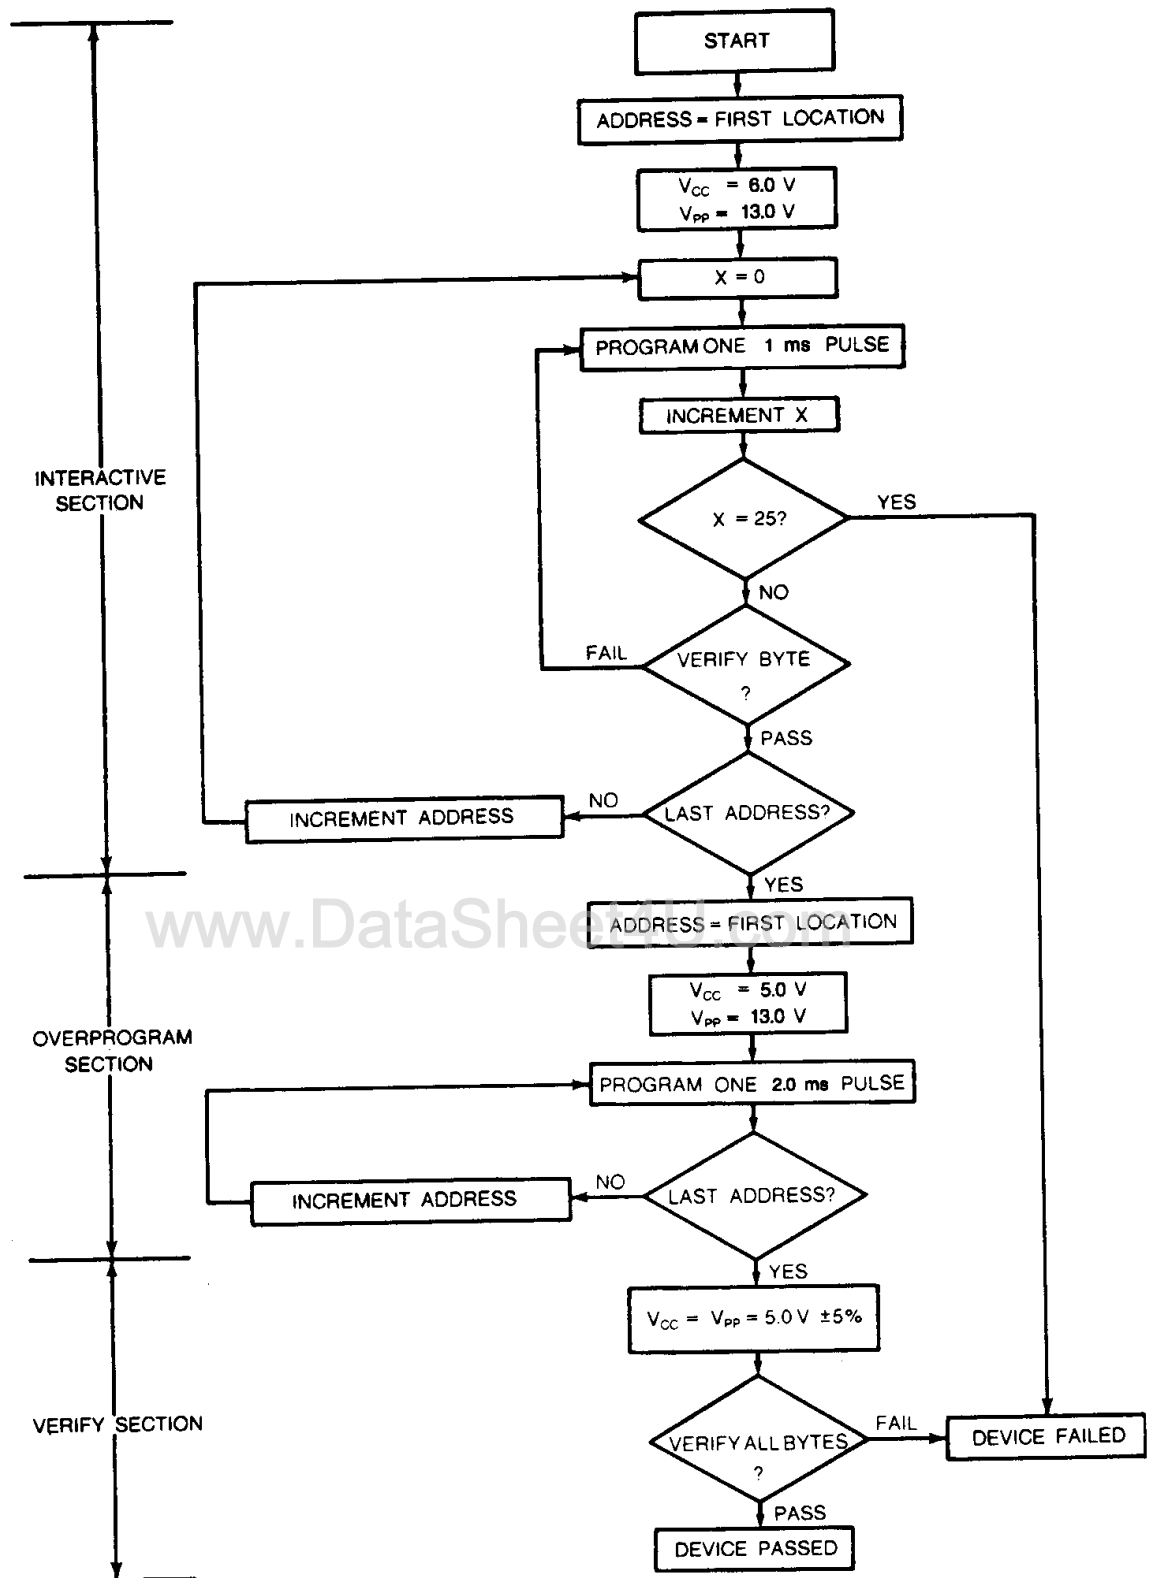 START
ADDRESS = FIRST LOCATION
VCC = 6.0 V
VPP = 13.0 V
X = 0
PROGRAM ONE 1 ms PULSE
INCREMENT X
INTERACTIVE
SECTION
X = 25?
YES
NO
FAIL
VERIFY BYTE
?
PASS
LAST ADDRESS?
NO
INCREMENT ADDRESS
YES
www.DataSheet4U.com
ADDRESS = FIRST LOCATION
VCC = 5.0 V
VPP = 13.0 V
OVERPROGRAM
SECTION
PROGRAM ONE 2.0 ms PULSE
LAST ADDRESS?
NO
INCREMENT ADDRESS
YES
VCC = VPP = 5.0 V ±5%
VERIFY SECTION
VERIFY ALL BYTES
?
FAIL
DEVICE FAILED
PASS
DEVICE PASSED